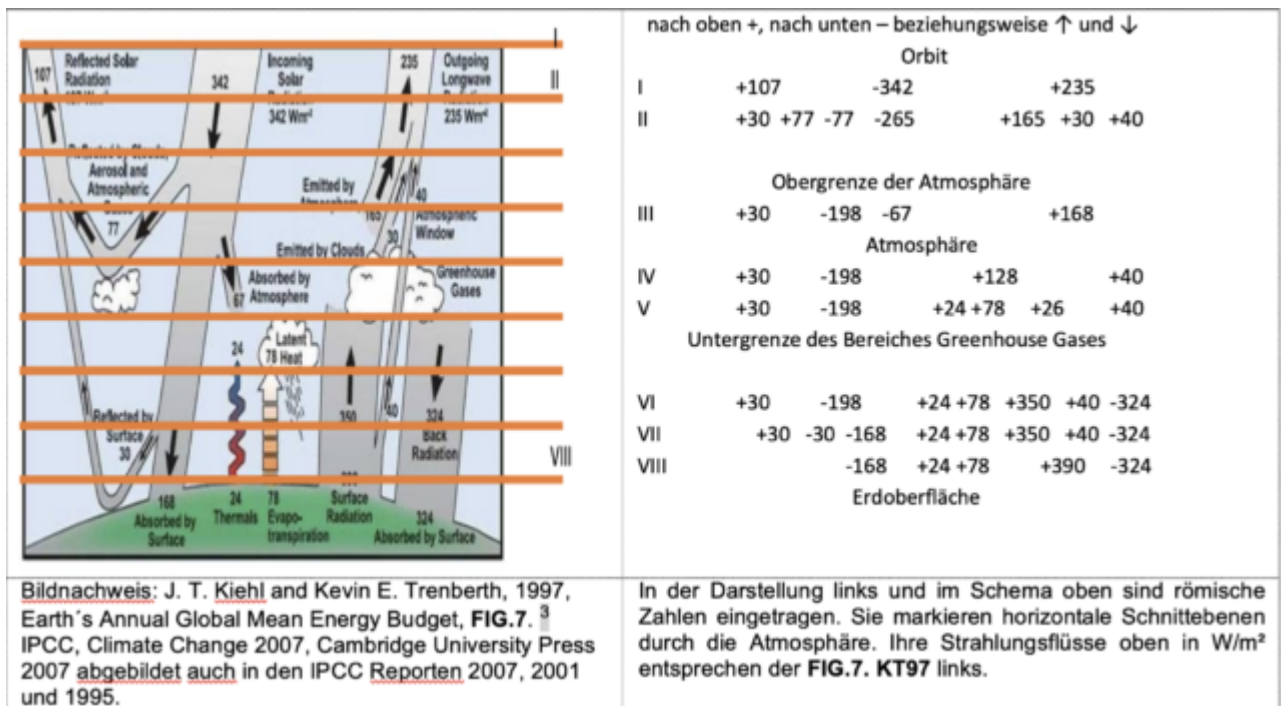 I
Reflected Solar
Radiation
107
342
Incoming
Solar
342 Wm⁻²
235
Outgoing
Longwave
235 Wm⁻²
II
Aerosol and
Atmospheric
77
Emitted by
165
30
40
Atmospheric
Window
Emitted by Clouds
Greenhouse
Gases
Absorbed by
Atmosphere
67
24
Latent
78 Heat
350
40
324
Back
Radiation
Reflected by
Surface
30
VIII
168
Absorbed by
Surface
24
Thermals
78
Evapo-
transpiration
Surface
Radiation
324
Absorbed by Surface
nach oben +, nach unten – beziehungsweise ↑ und ↓
Orbit
I +107 -342 +235
II +30 +77 -77 -265 +165 +30 +40
Obergrenze der Atmosphäre
III +30 -198 -67 +168
Atmosphäre
IV +30 -198 +128 +40
V +30 -198 +24 +78 +26 +40
Untergrenze des Bereiches Greenhouse Gases
VI +30 -198 +24 +78 +350 +40 -324
VII +30 -30 -168 +24 +78 +350 +40 -324
VIII -168 +24 +78 +390 -324
Erdoberfläche
Bildnachweis: J. T. Kiehl and Kevin E. Trenberth, 1997,
Earth´s Annual Global Mean Energy Budget, FIG.7. ³
IPCC, Climate Change 2007, Cambridge University Press
2007 abgebildet auch in den IPCC Reporten 2007, 2001
und 1995.
In der Darstellung links und im Schema oben sind römische
Zahlen eingetragen. Sie markieren horizontale Schnittebenen
durch die Atmosphäre. Ihre Strahlungsflüsse oben in W/m²
entsprechen der FIG.7. KT97 links.